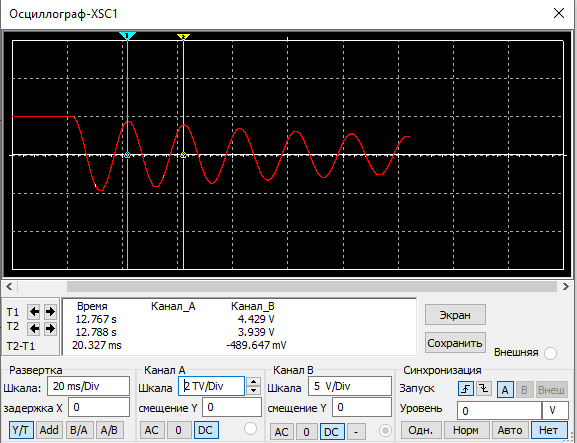 Осциллограф-XSC1
1
2
T1
T2
T2-T1
Время Канал_A Канал_B
12.767 s 4.429 V
12.788 s 3.939 V
20.327 ms -489.647 mV
Экран
Сохранить
Внешняя
Развертка
Шкала: 20 ms/Div
задержка X 0
Y/T Add B/A A/B
Канал A
Шкала 2 TV/Div
смещение Y 0
AC 0 DC
Канал B
Шкала 5 V/Div
смещение Y 0
AC 0 DC -
Синхронизация
Запуск A B Внеш
Уровень 0 V
Одн. Норм Авто Нет